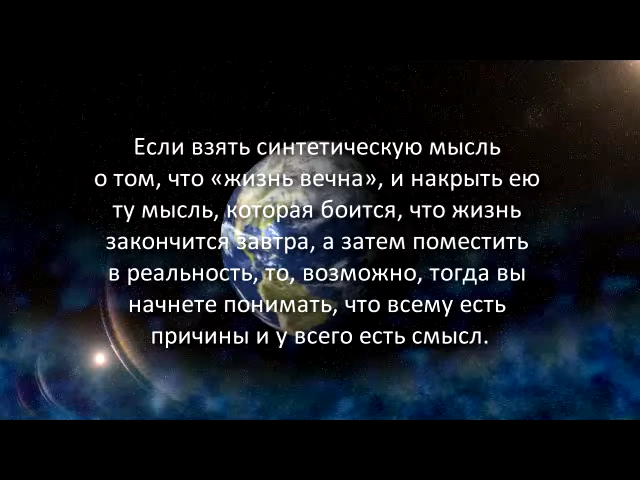 Если взять синтетическую мысль
о том, что «жизнь вечна», и накрыть ею
ту мысль, которая боится, что жизнь
закончится завтра, а затем поместить
в реальность, то, возможно, тогда вы
начнете понимать, что всему есть
причины и у всего есть смысл.